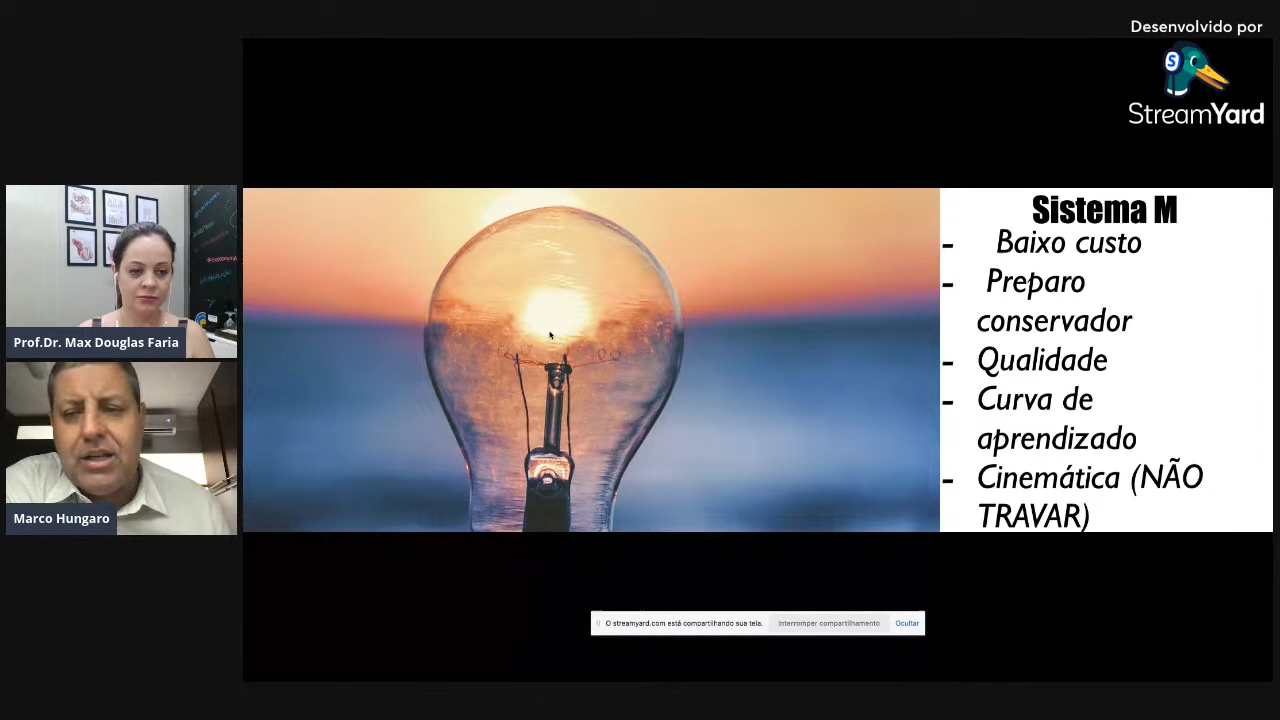 Desenvolvido por
StreamYard
Prof.Dr. Max Douglas Faria
Marco Hungaro
Sistema M
- Baixo custo
- Preparo
conservador
- Qualidade
- Curva de
aprendizado
- Cinemática (NÃO
TRAVAR)
O streamyard.com está compartilhando sua tela. Interromper compartilhamento Ocultar